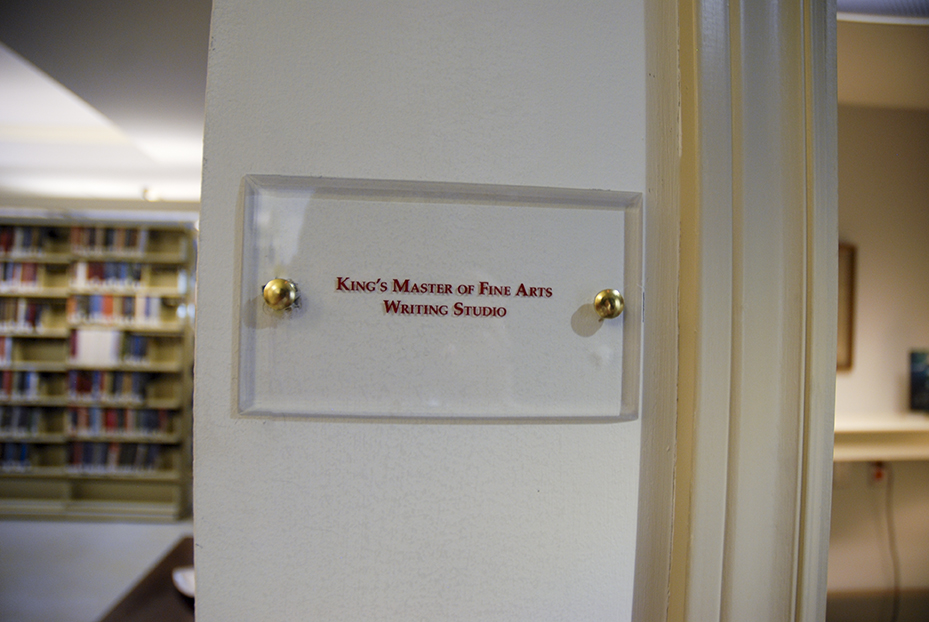 King's Master of Fine Arts
Writing Studio